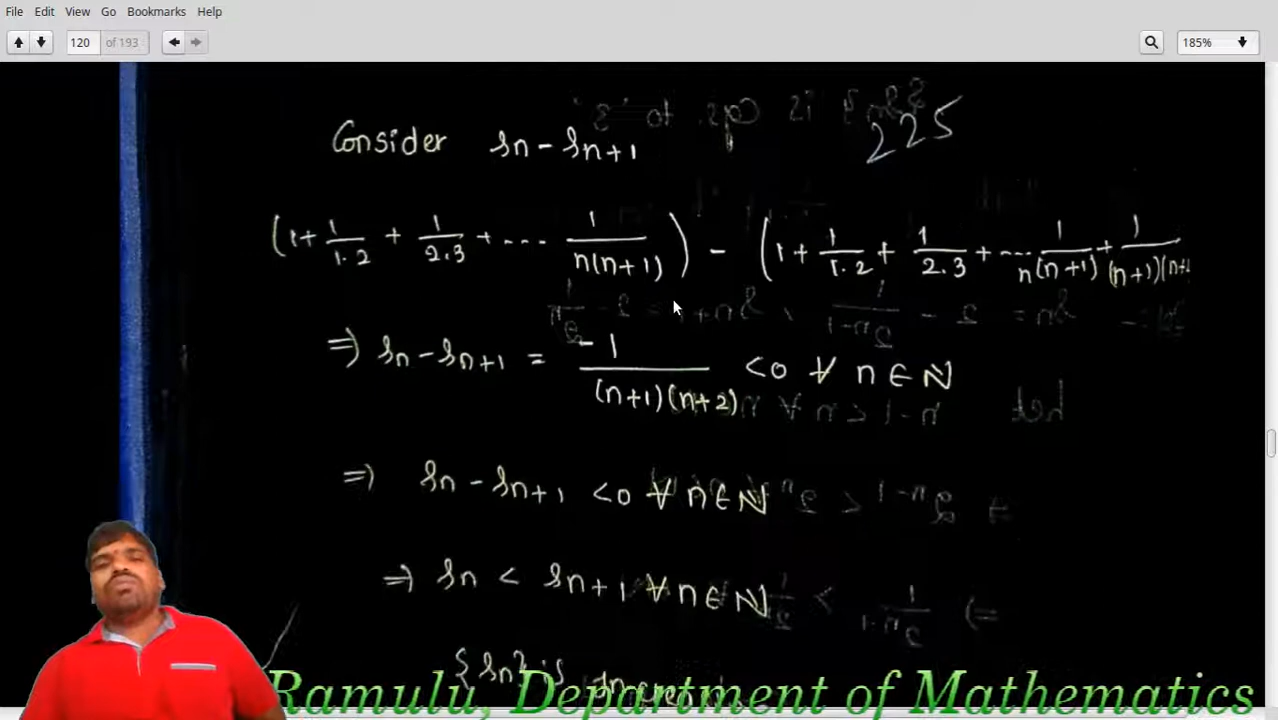 File Edit View Go Bookmarks Help
120 of 193 185%
225
Consider sn - sn+1
(1+ 1/1.2 + 1/2.3 + .... 1/n(n+1)) - (1+ 1/1.2 + 1/2.3 + ... 1/n(n+1) + 1/(n+1)(n+
=> sn - sn+1 = -1/(n+1)(n+2) <0 ∀ n ∈ N
=> sn - sn+1 <0 ∀ n ∈ N
=> sn < sn+1 ∀ n ∈ N
{sn} is
Ramulu, Department of Mathematics